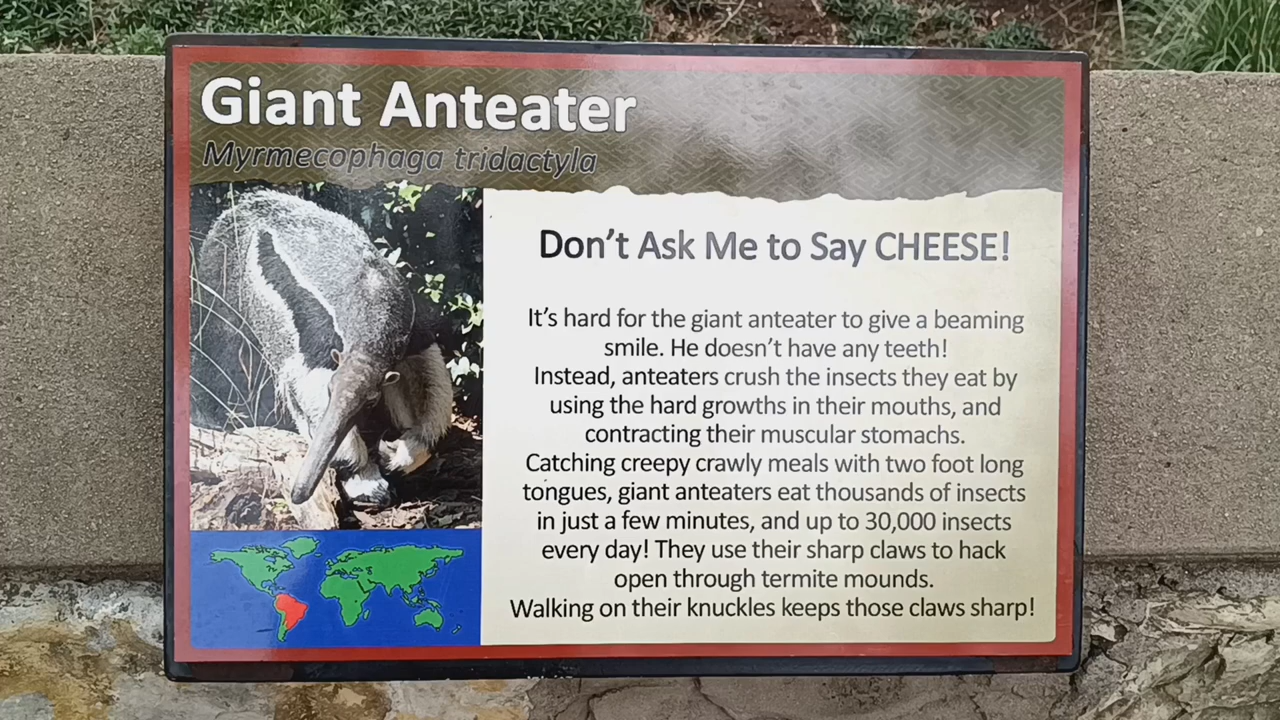 Giant Anteater
Myrmecophaga tridactyla
Don't Ask Me to Say CHEESE!
It's hard for the giant anteater to give a beaming
smile. He doesn't have any teeth!
Instead, anteaters crush the insects they eat by
using the hard growths in their mouths, and
contracting their muscular stomachs.
Catching creepy crawly meals with two foot long
tongues, giant anteaters eat thousands of insects
in just a few minutes, and up to 30,000 insects
every day! They use their sharp claws to hack
open through termite mounds.
Walking on their knuckles keeps those claws sharp!